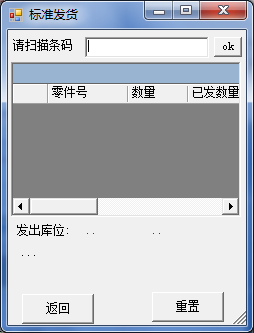 标准发货
请扫描条码 ok
零件号 数量 已发数量
发出库位： .. ..
...
返回 重置